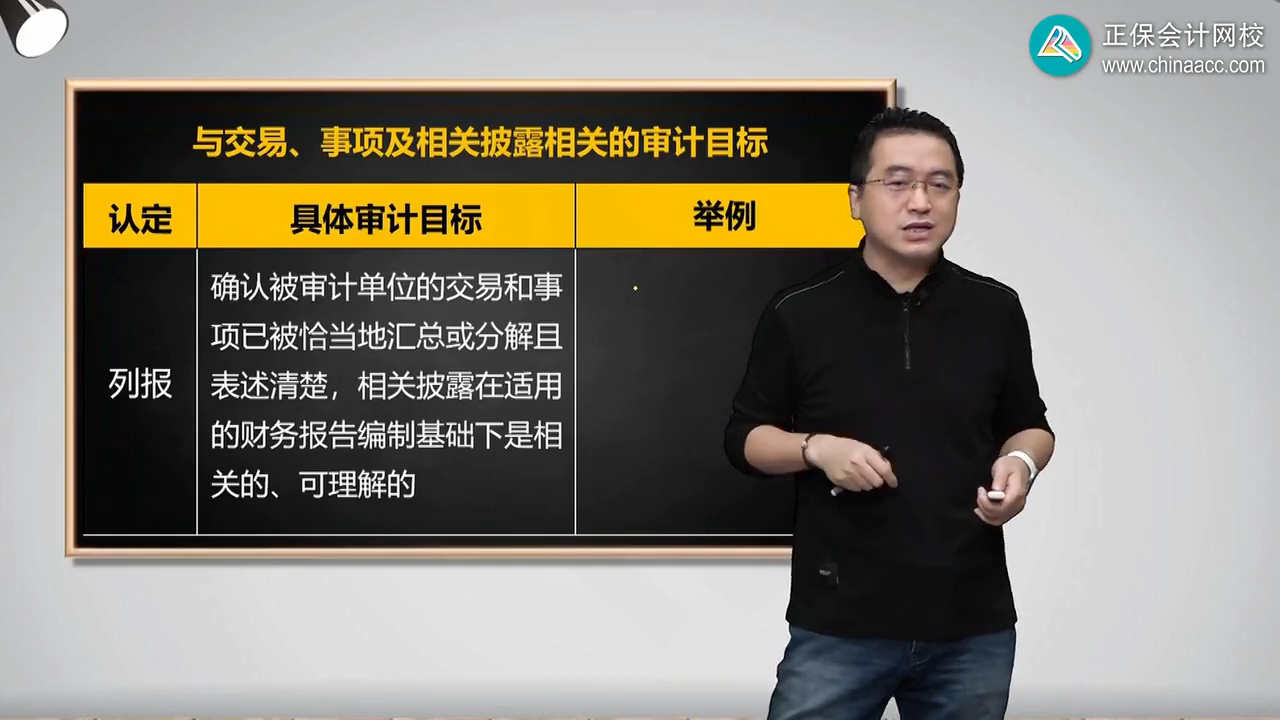 正保会计网校
www.chinaacc.com
与交易、事项及相关披露相关的审计目标
认定
具体审计目标
举例
列报
确认被审计单位的交易和事
项已被恰当地汇总或分解且
表述清楚，相关披露在适用
的财务报告编制基础下是相
关的、可理解的